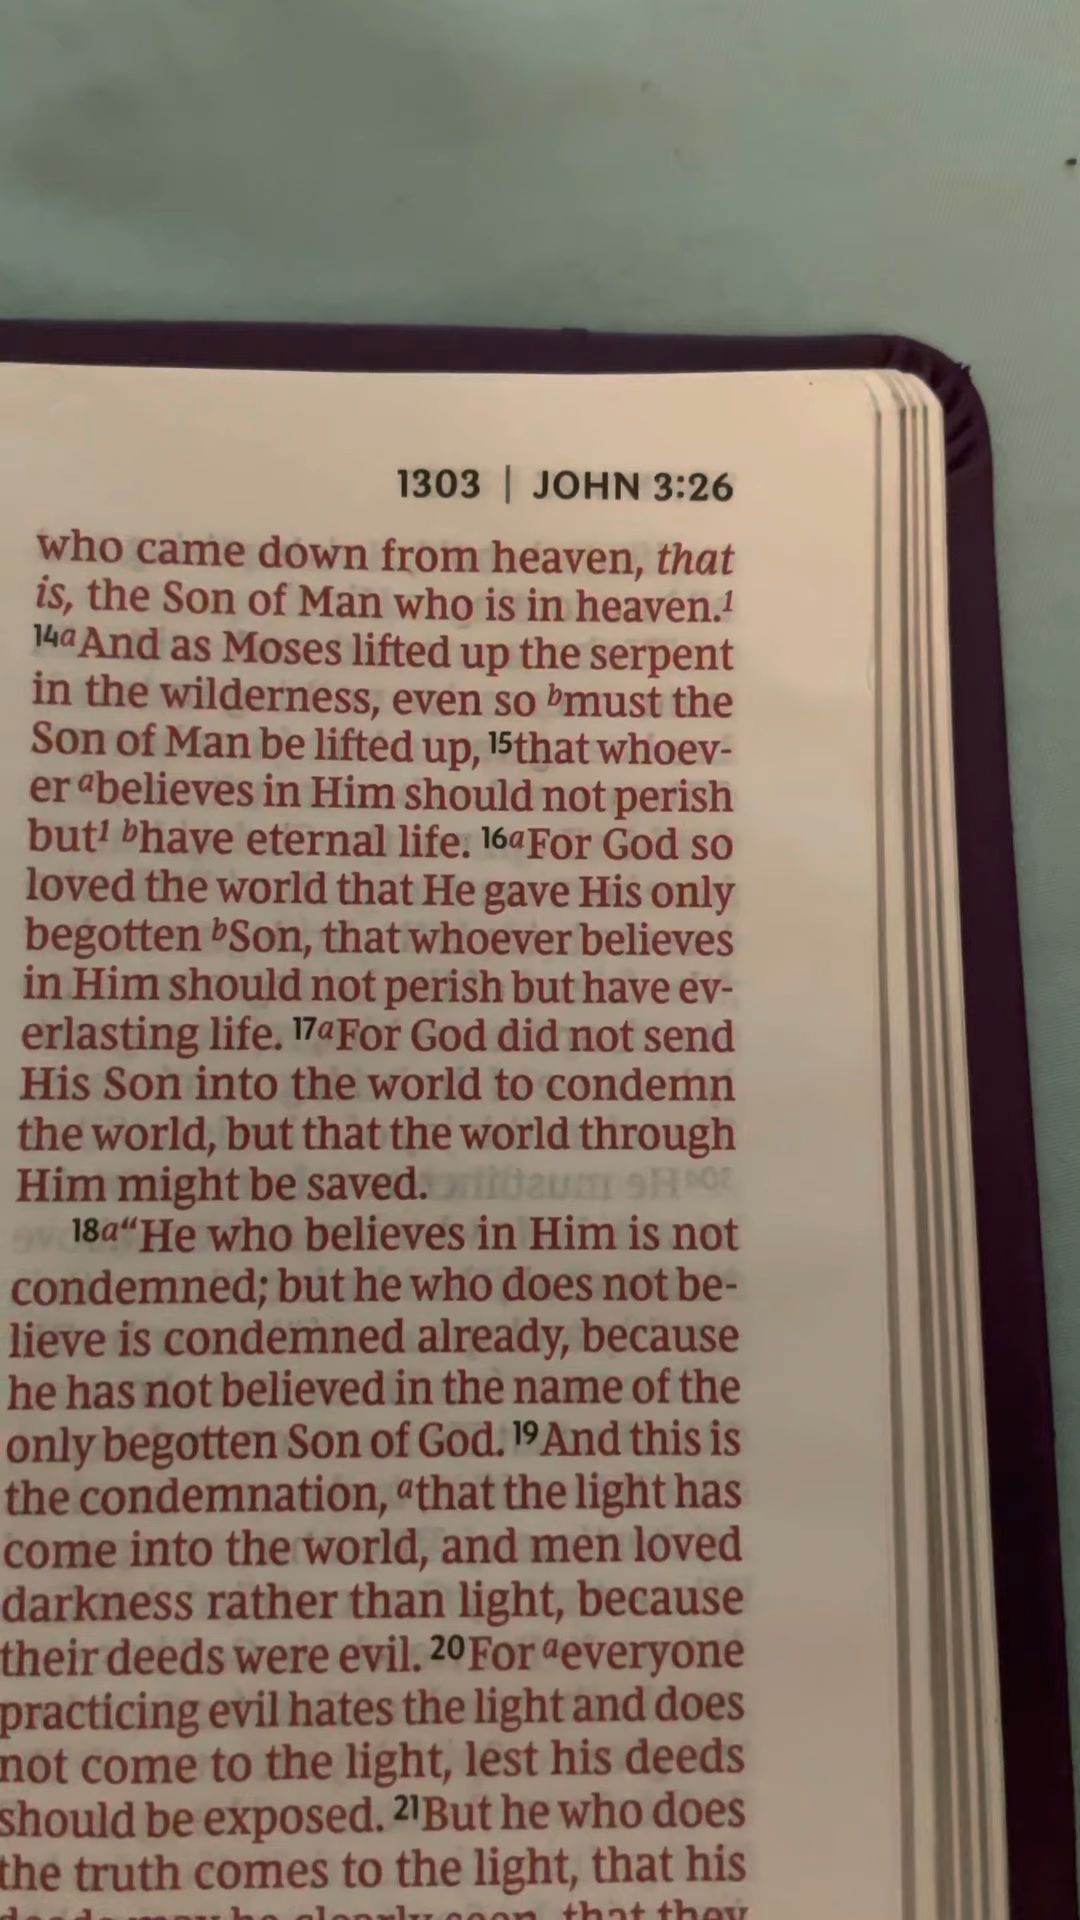 1303 | JOHN 3:26
who came down from heaven, that
is, the Son of Man who is in heaven.1
14aAnd as Moses lifted up the serpent
in the wilderness, even so bmust the
Son of Man be lifted up, 15that whoev-
er abelieves in Him should not perish
but1 bhave eternal life. 16aFor God so
loved the world that He gave His only
begotten bSon, that whoever believes
in Him should not perish but have ev-
erlasting life. 17aFor God did not send
His Son into the world to condemn
the world, but that the world through
Him might be saved.
18a“He who believes in Him is not
condemned; but he who does not be-
lieve is condemned already, because
he has not believed in the name of the
only begotten Son of God. 19And this is
the condemnation, athat the light has
come into the world, and men loved
darkness rather than light, because
their deeds were evil. 20For aeveryone
practicing evil hates the light and does
not come to the light, lest his deeds
should be exposed. 21But he who does
the truth comes to the light, that his
deeds may be clearly seen, that they